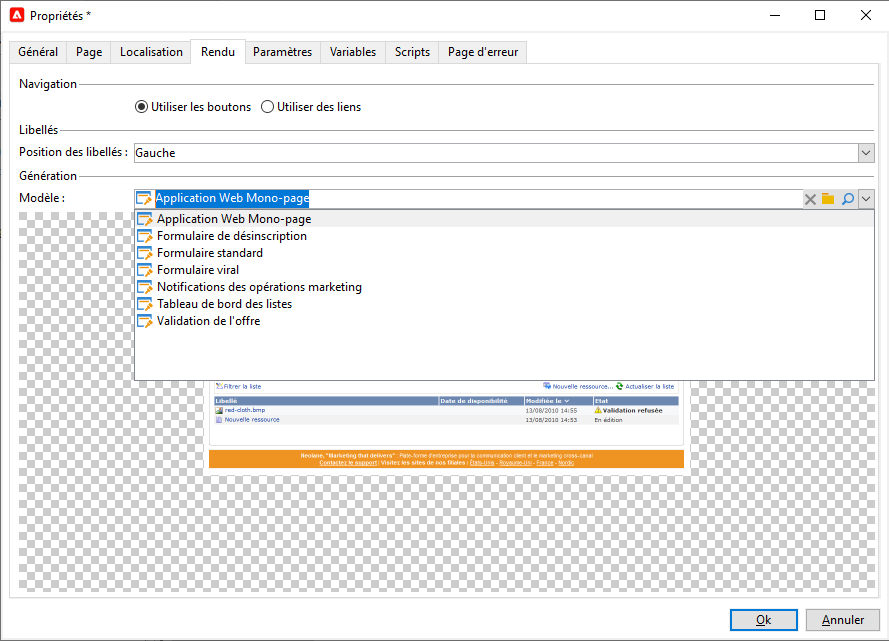 Propriétés *
Général Page Localisation Rendu Paramètres Variables Scripts Page d'erreur
Navigation
Utiliser les boutons Utiliser des liens
Libellés
Position des libellés : Gauche
Génération
Modèle : Application Web Mono-page
Application Web Mono-page
Formulaire de désinscription
Formulaire standard
Formulaire viral
Notifications des opérations marketing
Tableau de bord des listes
Validation de l'offre
Filtrer la liste Nouvelle ressource... Actualiser la liste
Libellé Date de disponibilité Modifiée le Etat
red-cloth.bmp 13/08/2010 14:55 Validation refusée
Nouvelle ressource 13/08/2010 14:53 En édition
Neolane, "Marketing that delivers" : Plate-forme d'entreprise pour la communication client et le marketing cross-canal
Contactez le support | Visitez les sites de nos filiales : Etats-Unis - Royaume-Uni - France - Nordic
Ok Annuler